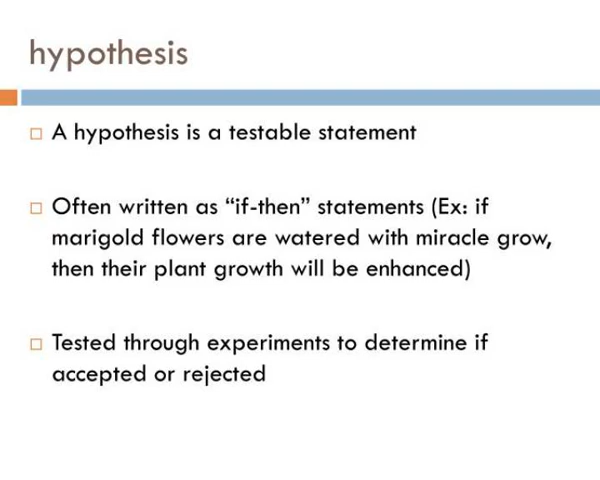 hypothesis
A hypothesis is a testable statement
Often written as “if-then” statements (Ex: if
marigold flowers are watered with miracle grow,
then their plant growth will be enhanced)
Tested through experiments to determine if
accepted or rejected